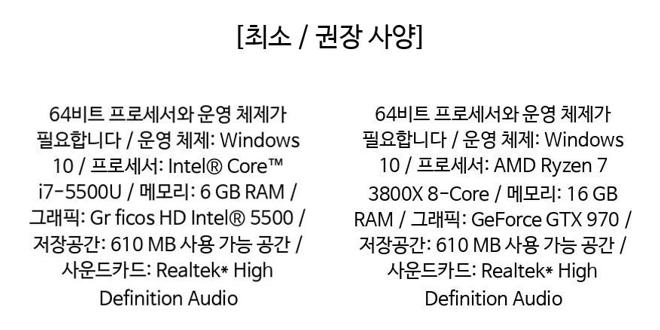 [최소 / 권장 사양]
64비트 프로세서와 운영 체제가
필요합니다 / 운영 체제: Windows
10 / 프로세서: Intel® Core™
i7-5500U / 메모리: 6 GB RAM /
그래픽: Gr ficos HD Intel® 5500 /
저장공간: 610 MB 사용 가능 공간 /
사운드카드: Realtek* High
Definition Audio
64비트 프로세서와 운영 체제가
필요합니다 / 운영 체제: Windows
10 / 프로세서: AMD Ryzen 7
3800X 8-Core / 메모리: 16 GB
RAM / 그래픽: GeForce GTX 970 /
저장공간: 610 MB 사용 가능 공간 /
사운드카드: Realtek* High
Definition Audio